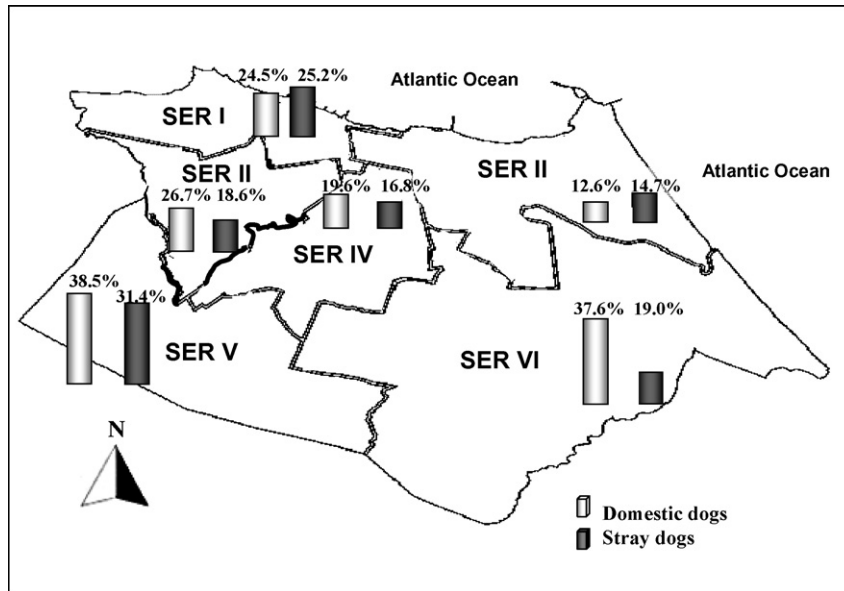 24.5% 25.2%
Atlantic Ocean
SER I
SER II
SER II
Atlantic Ocean
26.7% 18.6%
19.6% 16.8%
12.6% 14.7%
SER IV
38.5%
31.4%
37.6% 19.0%
SER V
SER VI
N
Domestic dogs
Stray dogs